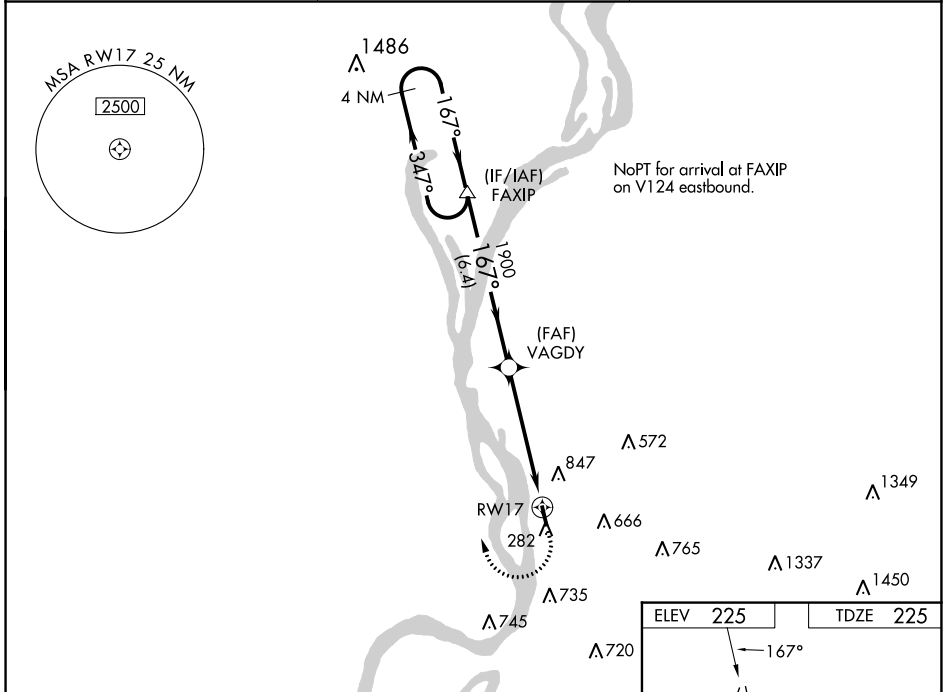 MSA RW17 25 NM
2500
1486
4 NM
167°
347°
(IF/IAF)
FAXIP
NoPT for arrival at FAXIP
on V124 eastbound.
1900
167°
(6.4)
(FAF)
VAGDY
572
847
1349
RW17
666
282
765
1337
1450
735
745
720
ELEV 225
TDZE 225
167°